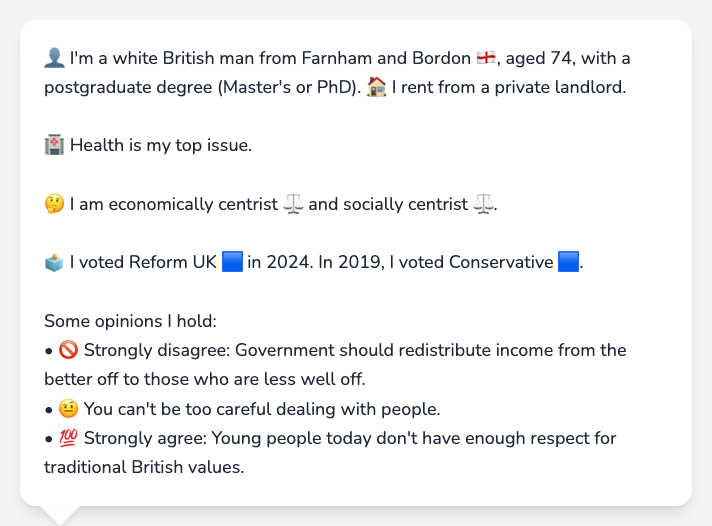 👤 I'm a white British man from Farnham and Bordon 🏴󠁧󠁢󠁥󠁮󠁧󠁿, aged 74, with a
postgraduate degree (Master's or PhD). 🏠 I rent from a private landlord.
🏥 Health is my top issue.
🤔 I am economically centrist ⚖️ and socially centrist ⚖️.
🗳️ I voted Reform UK 🟦 in 2024. In 2019, I voted Conservative 🟦.
Some opinions I hold:
• 🚫 Strongly disagree: Government should redistribute income from the
better off to those who are less well off.
• 🤨 You can't be too careful dealing with people.
• 💯 Strongly agree: Young people today don't have enough respect for
traditional British values.